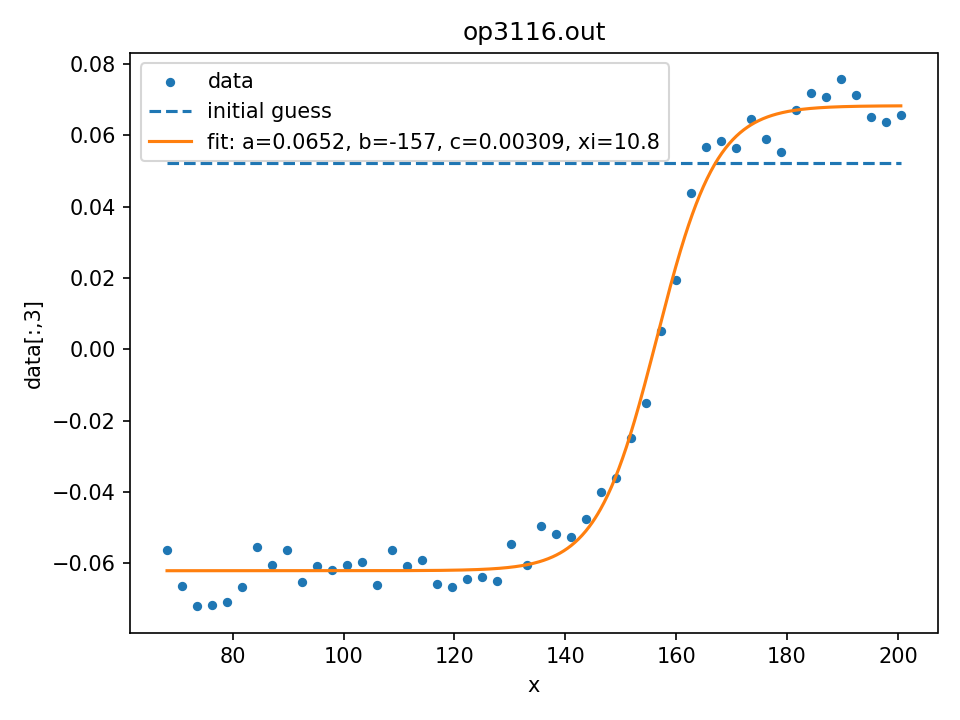 op3116.out
data
initial guess
fit: a=0.0652, b=-157, c=0.00309, xi=10.8
0.08
0.06
0.04
0.02
0.00
−0.02
−0.04
−0.06
data[:,3]
80 100 120 140 160 180 200
x